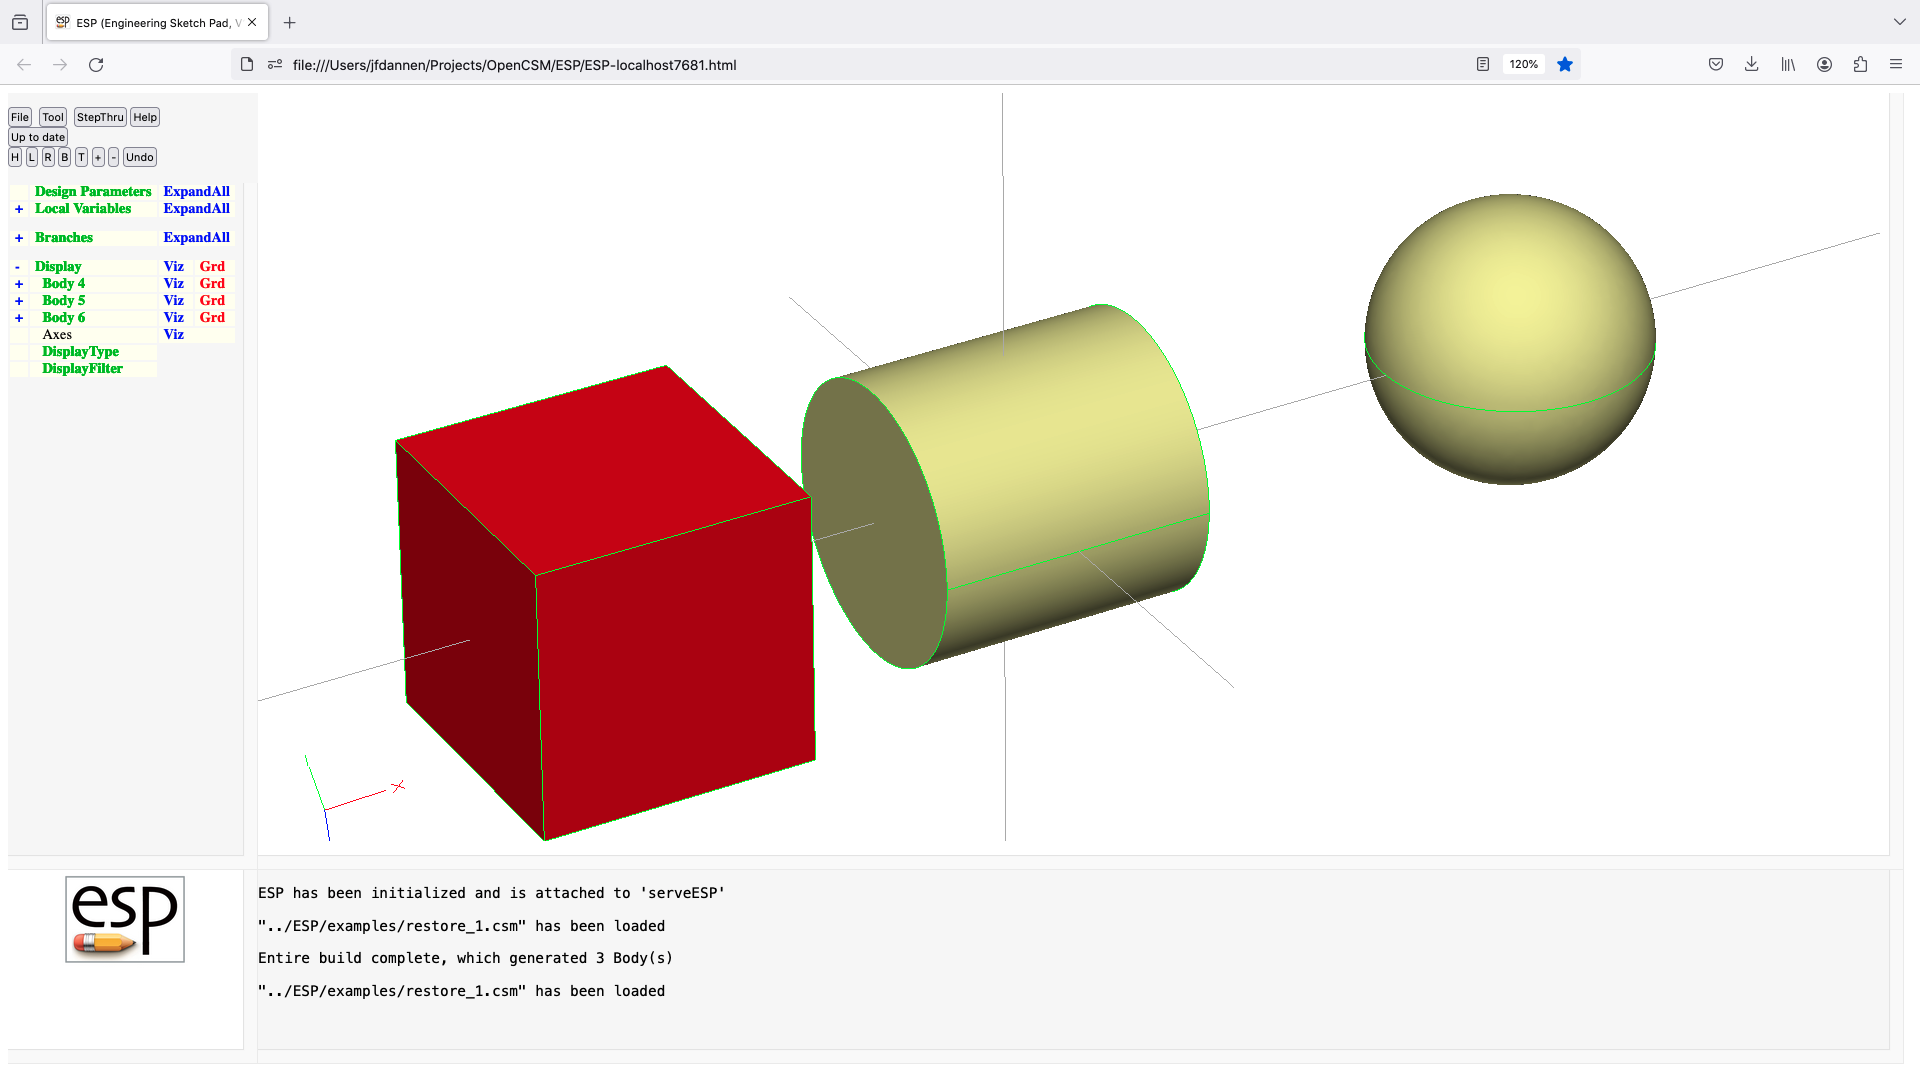 ESP (Engineering Sketch Pad, V
file:///Users/jfdannen/Projects/OpenCSM/ESP/ESP-localhost7681.html
120%
File Tool StepThru Help
Up to date
H L R B T + - Undo
Design Parameters ExpandAll
+ Local Variables ExpandAll
+ Branches ExpandAll
- Display Viz Grd
+ Body 4 Viz Grd
+ Body 5 Viz Grd
+ Body 6 Viz Grd
Axes Viz
DisplayType
DisplayFilter
X
esp
ESP has been initialized and is attached to 'serveESP'
"../ESP/examples/restore_1.csm" has been loaded
Entire build complete, which generated 3 Body(s)
"../ESP/examples/restore_1.csm" has been loaded